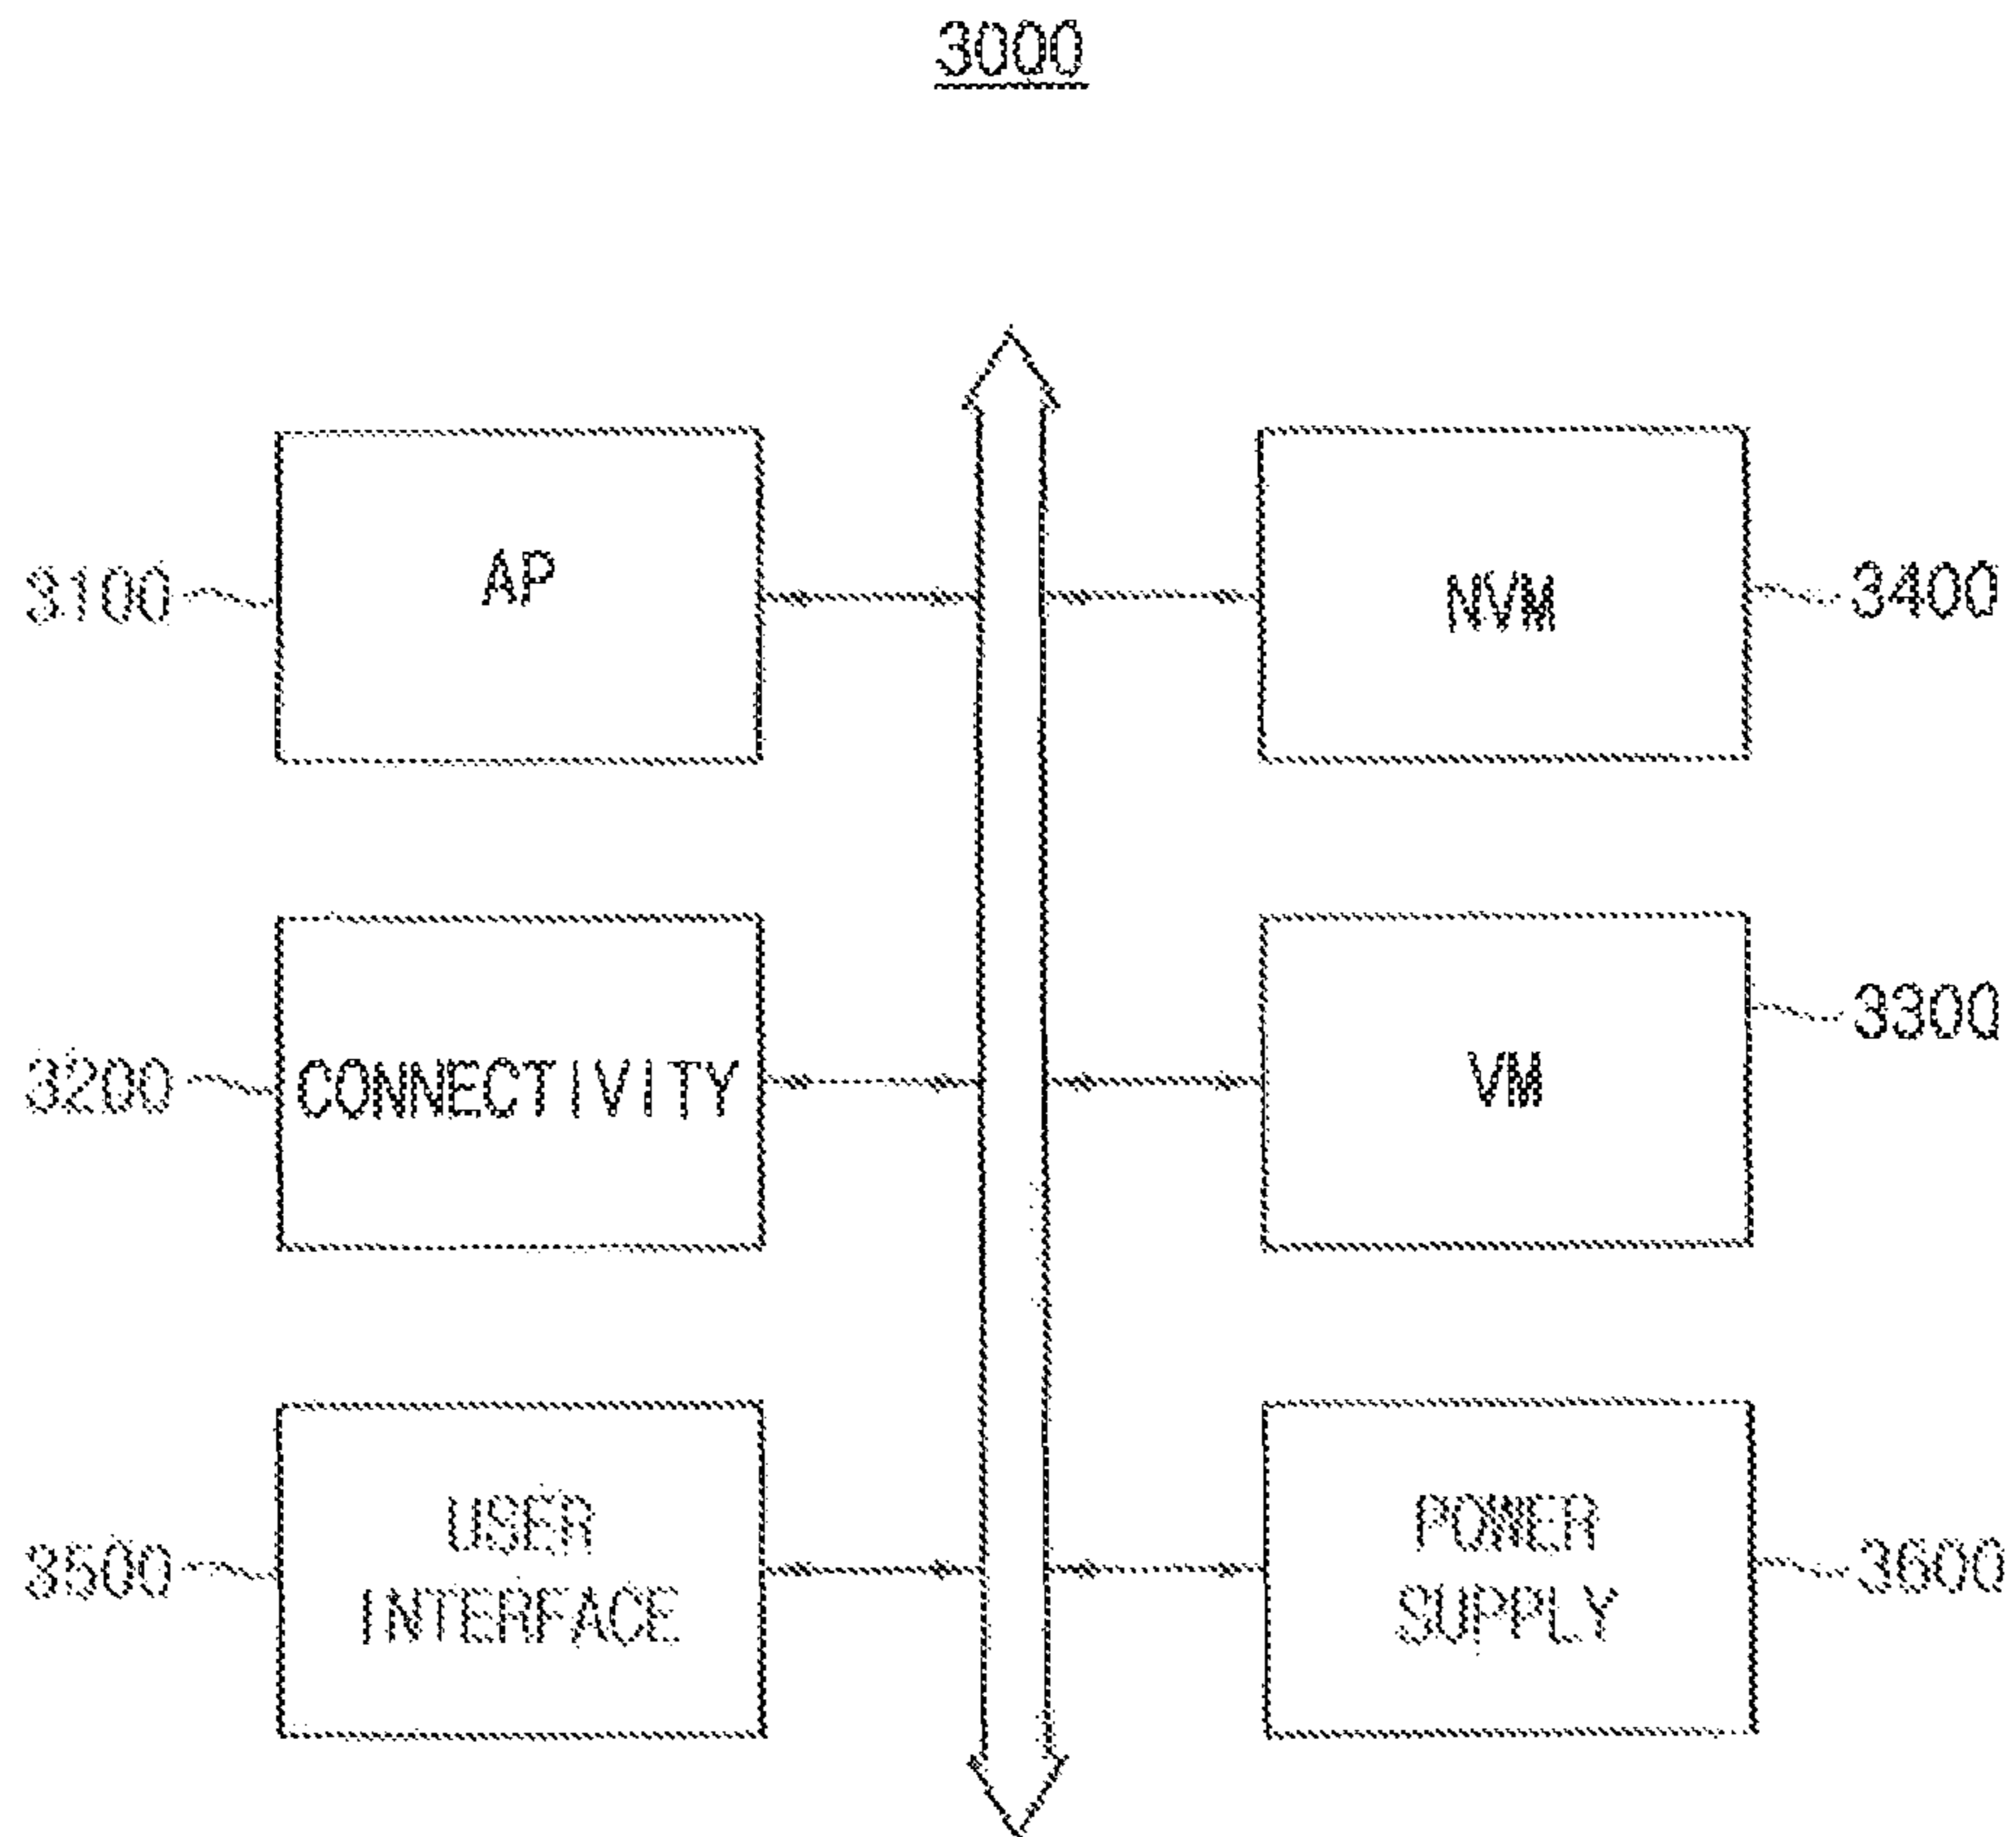 3000
AP
3100
NVM
3400
CONNECTIVITY
3200
VM
3300
USER
INTERFACE
3500
POWER
SUPPLY
3600